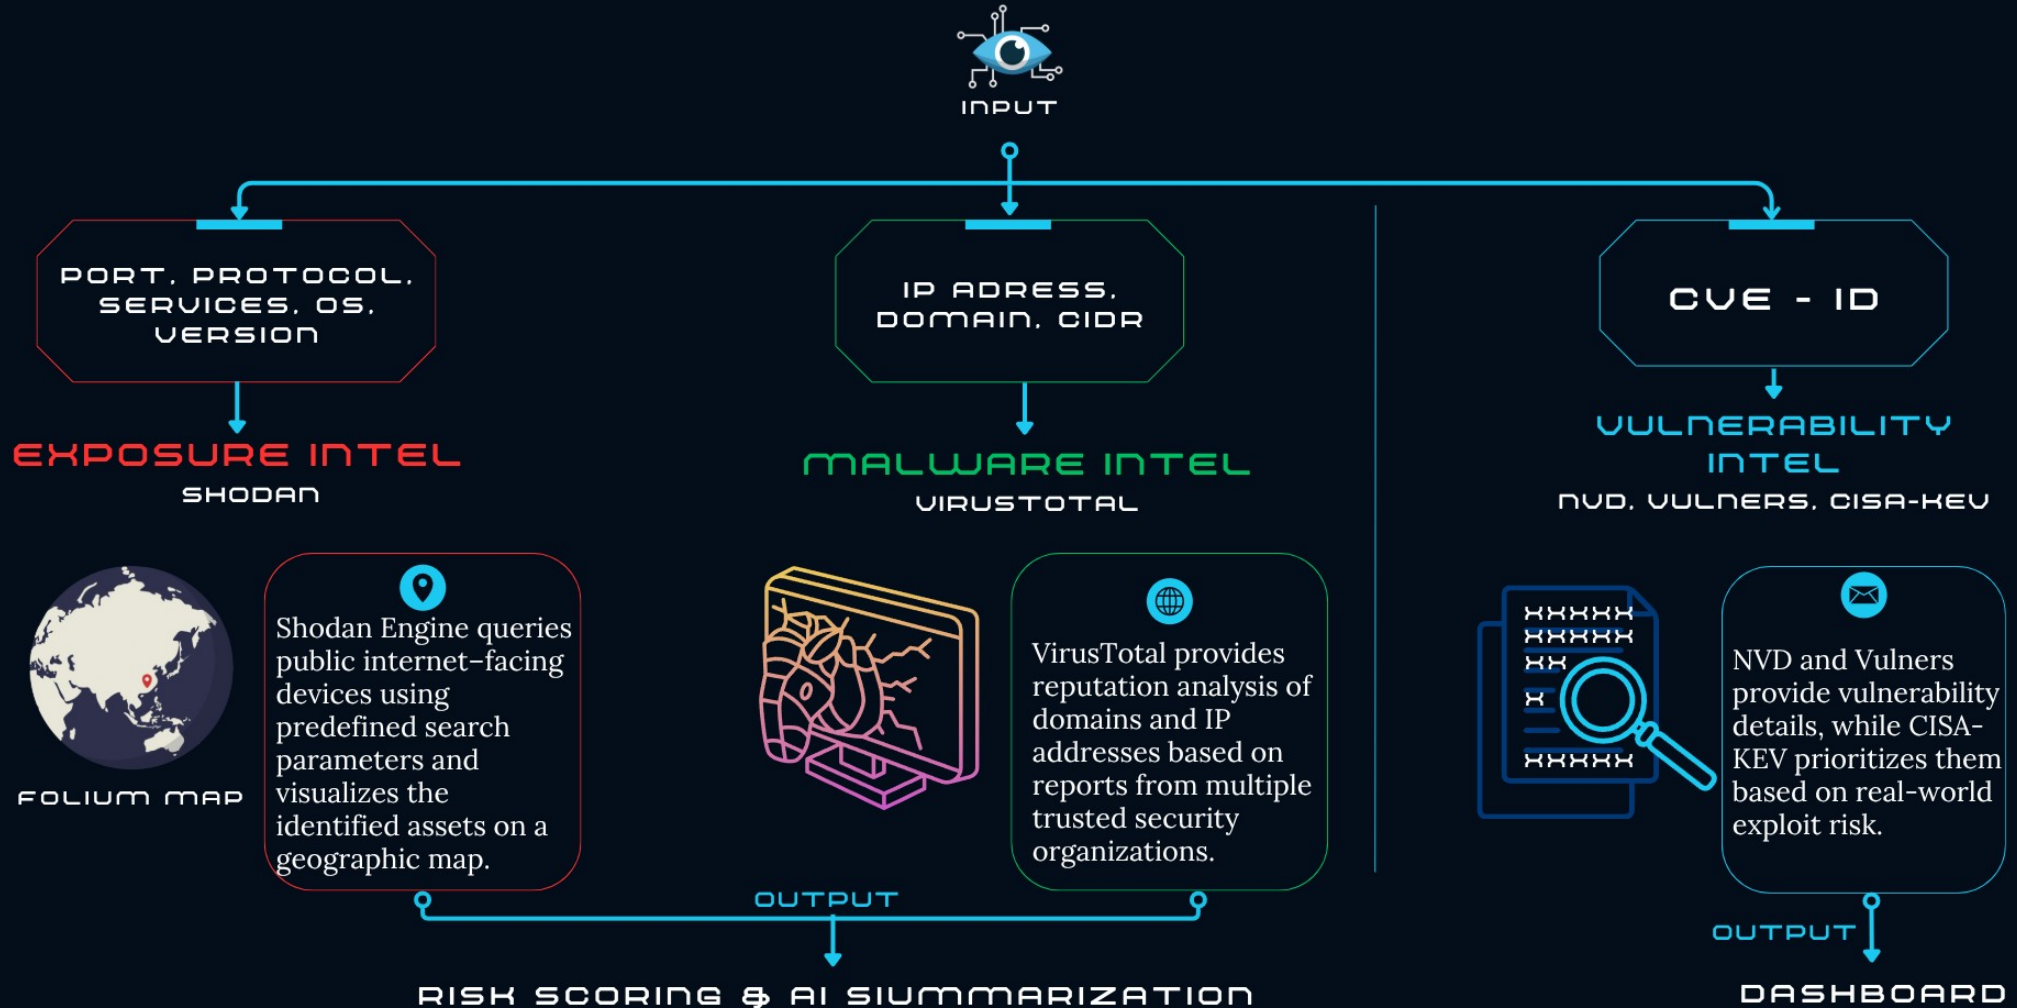 INPUT
PORT, PROTOCOL,
SERVICES, OS,
VERSION
EXPOSURE INTEL
SHODAN
FOLIUM MAP
Shodan Engine queries
public internet-facing
devices using
predefined search
parameters and
visualizes the
identified assets on a
geographic map.
IP ADRESS,
DOMAIN, CIDR
MALWARE INTEL
VIRUSTOTAL
VirusTotal provides
reputation analysis of
domains and IP
addresses based on
reports from multiple
trusted security
organizations.
OUTPUT
RISK SCORING & AI SIUMMARIZATION
CVE - ID
VULNERABILITY
INTEL
NVD, VULNERS, CISA-KEV
XXXXX
XXXXX
XX
X
XXXXX
NVD and Vulners
provide vulnerability
details, while CISA-
KEV prioritizes them
based on real-world
exploit risk.
OUTPUT
DASHBOARD